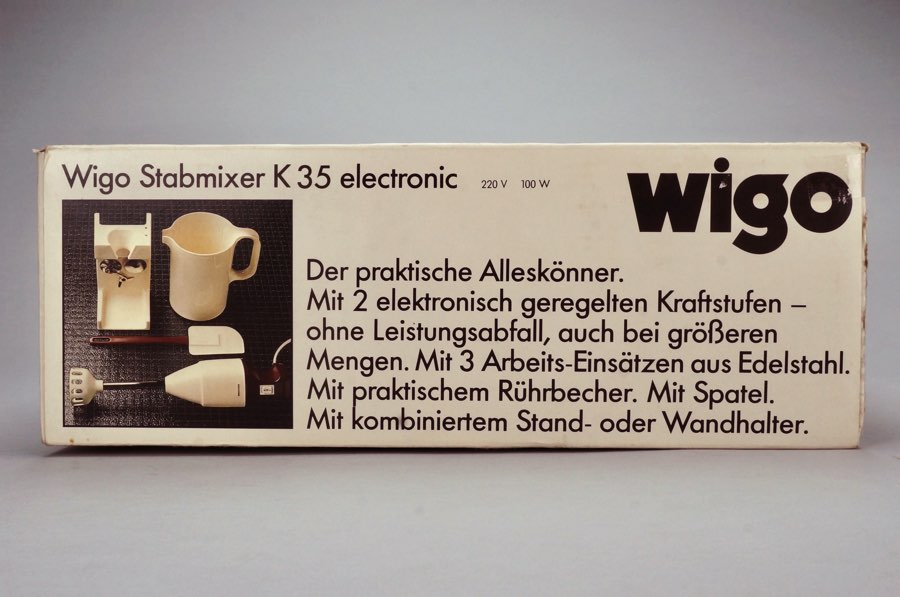 Wigo Stabmixer K 35 electronic 220 V 100 W
wigo
Der praktische Alleskönner.
Mit 2 elektronisch geregelten Kraftstufen –
ohne Leistungsabfall, auch bei größeren
Mengen. Mit 3 Arbeits-Einsätzen aus Edelstahl.
Mit praktischem Rührbecher. Mit Spatel.
Mit kombiniertem Stand- oder Wandhalter.